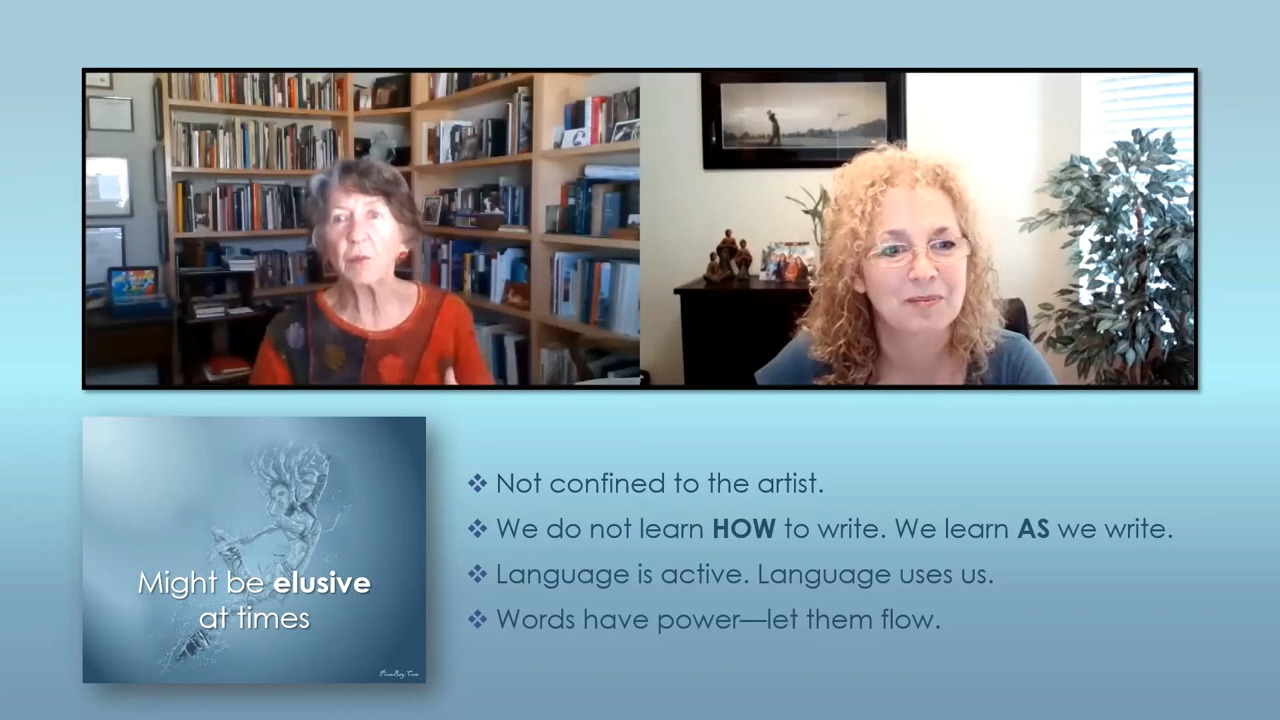 Might be elusive
at times
Not confined to the artist.
We do not learn HOW to write. We learn AS we write.
Language is active. Language uses us.
Words have power—let them flow.